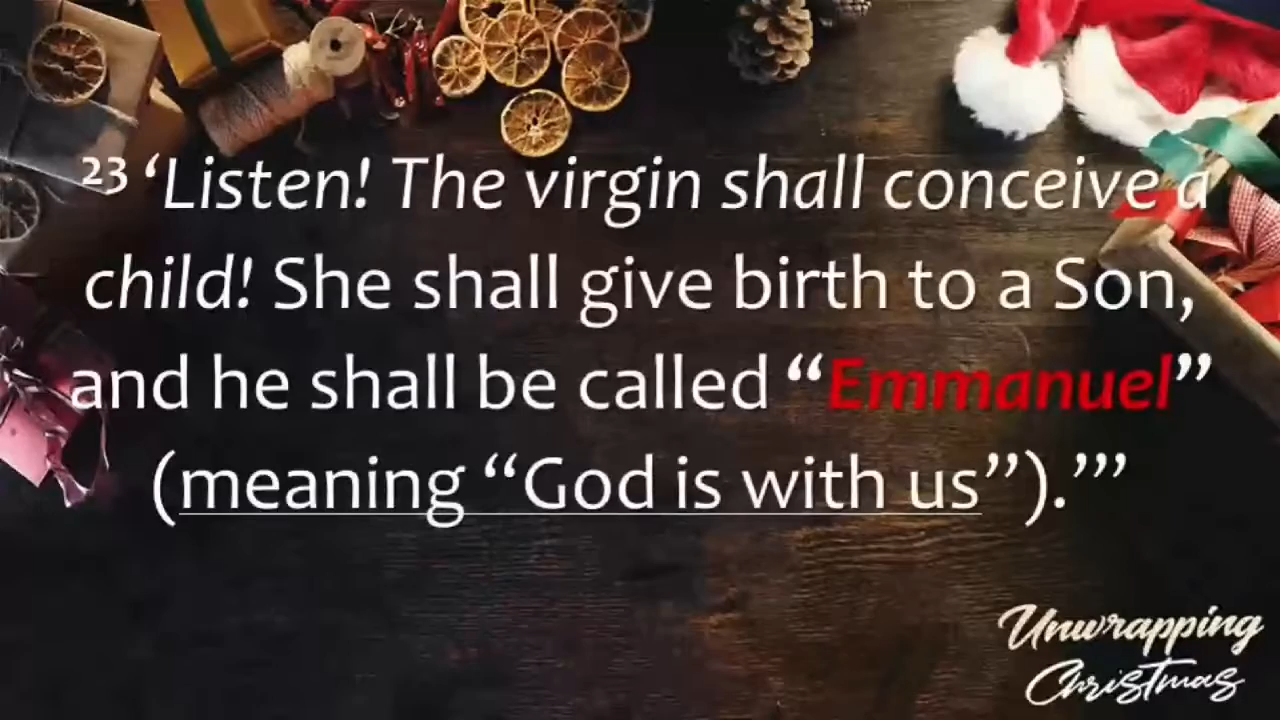 ²³ ‘Listen! The virgin shall conceive a
child! She shall give birth to a Son,
and he shall be called “Emmanuel”
(meaning “God is with us”).’”
Unwrapping
Christmas